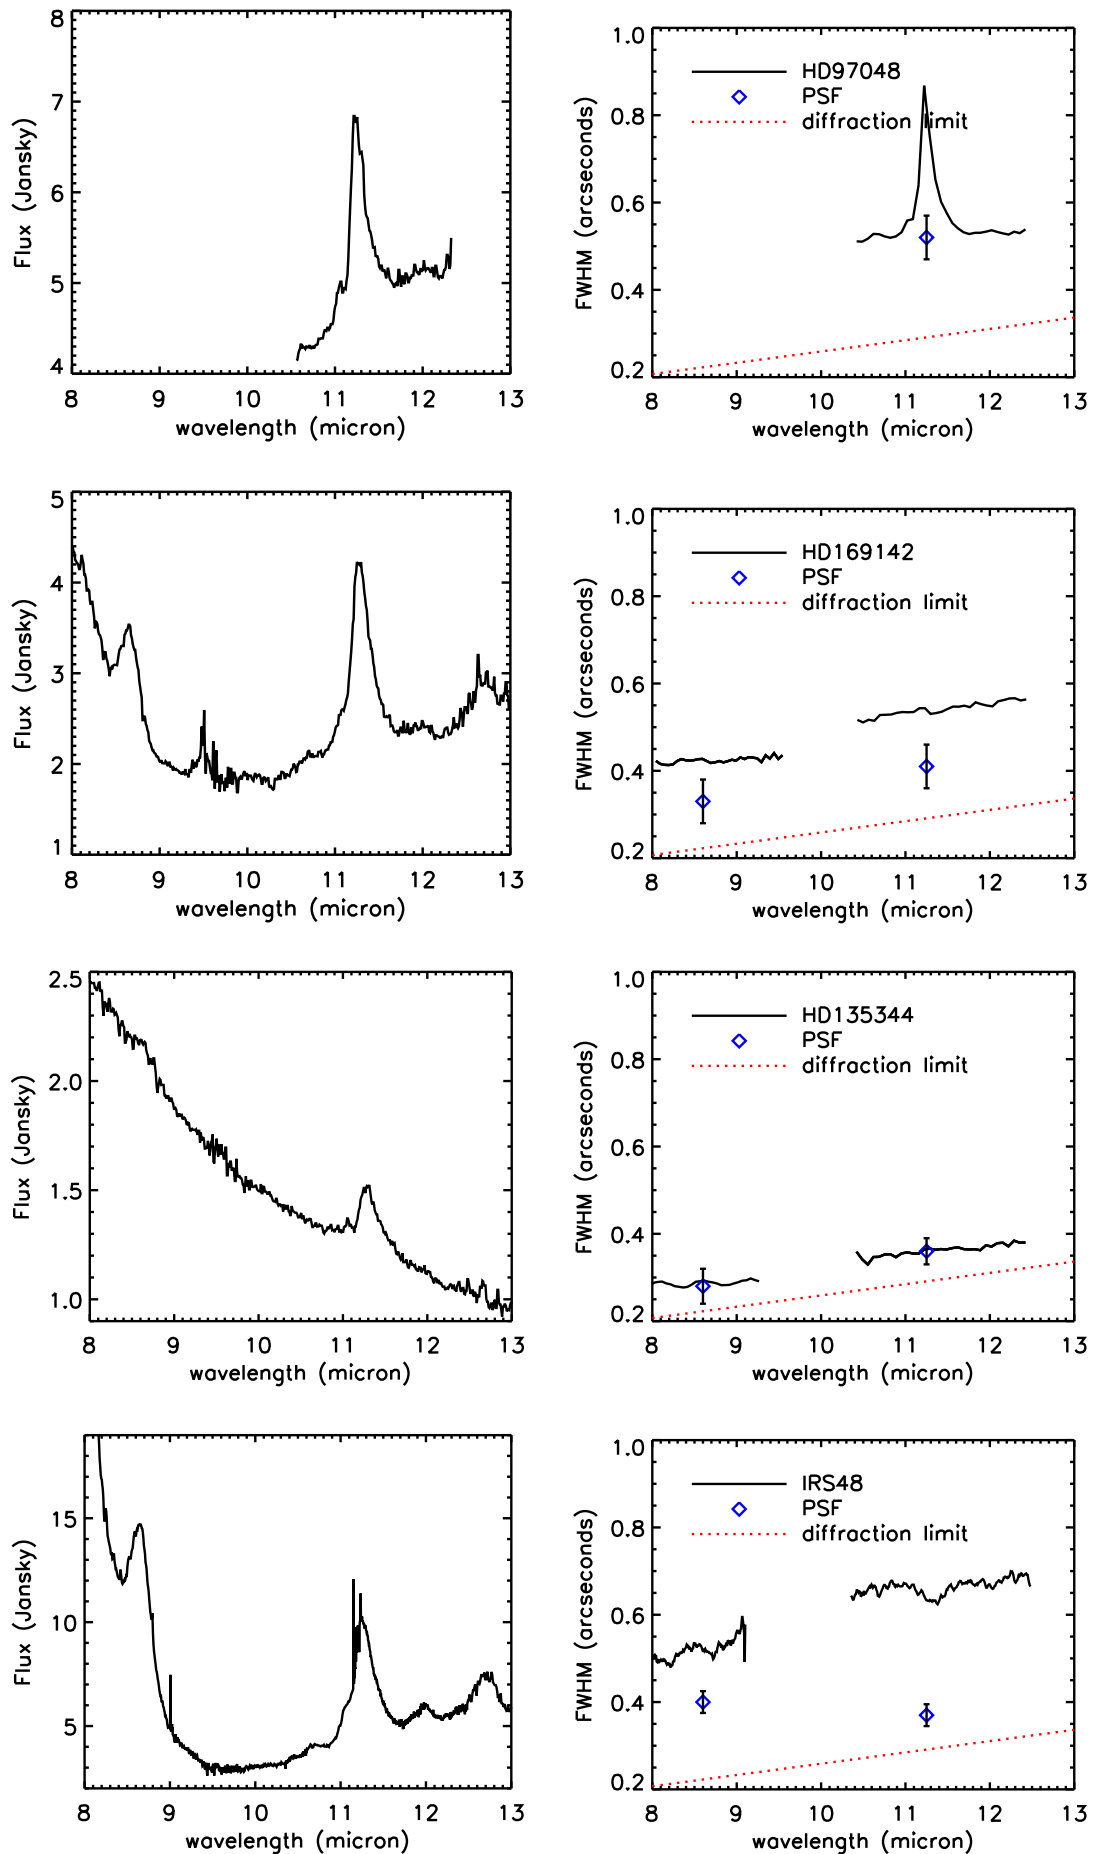 8
7
6
5
4
Flux (Jansky)
8 9 10 11 12 13
wavelength (micron)
1.0
0.8
0.6
0.4
0.2
FWHM (arcseconds)
HD97048
PSF
diffraction limit
8 9 10 11 12 13
wavelength (micron)
5
4
3
2
1
Flux (Jansky)
8 9 10 11 12 13
wavelength (micron)
1.0
0.8
0.6
0.4
0.2
FWHM (arcseconds)
HD169142
PSF
diffraction limit
8 9 10 11 12 13
wavelength (micron)
2.5
2.0
1.5
1.0
Flux (Jansky)
8 9 10 11 12 13
wavelength (micron)
1.0
0.8
0.6
0.4
0.2
FWHM (arcseconds)
HD135344
PSF
diffraction limit
8 9 10 11 12 13
wavelength (micron)
15
10
5
Flux (Jansky)
8 9 10 11 12 13
wavelength (micron)
1.0
0.8
0.6
0.4
0.2
FWHM (arcseconds)
IRS48
PSF
diffraction limit
8 9 10 11 12 13
wavelength (micron)